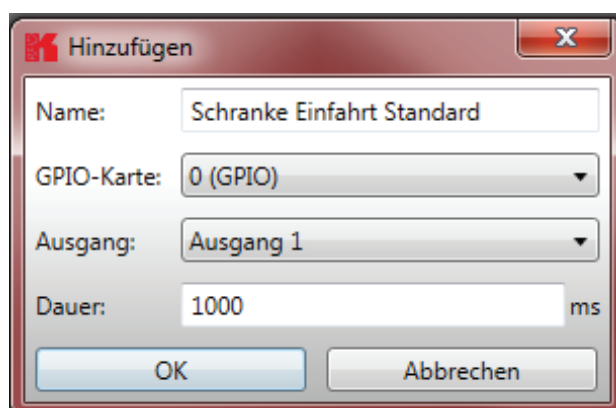 Hinzufügen
Name: Schranke Einfahrt Standard
GPIO-Karte: 0 (GPIO)
Ausgang: Ausgang 1
Dauer: 1000 ms
OK Abbrechen